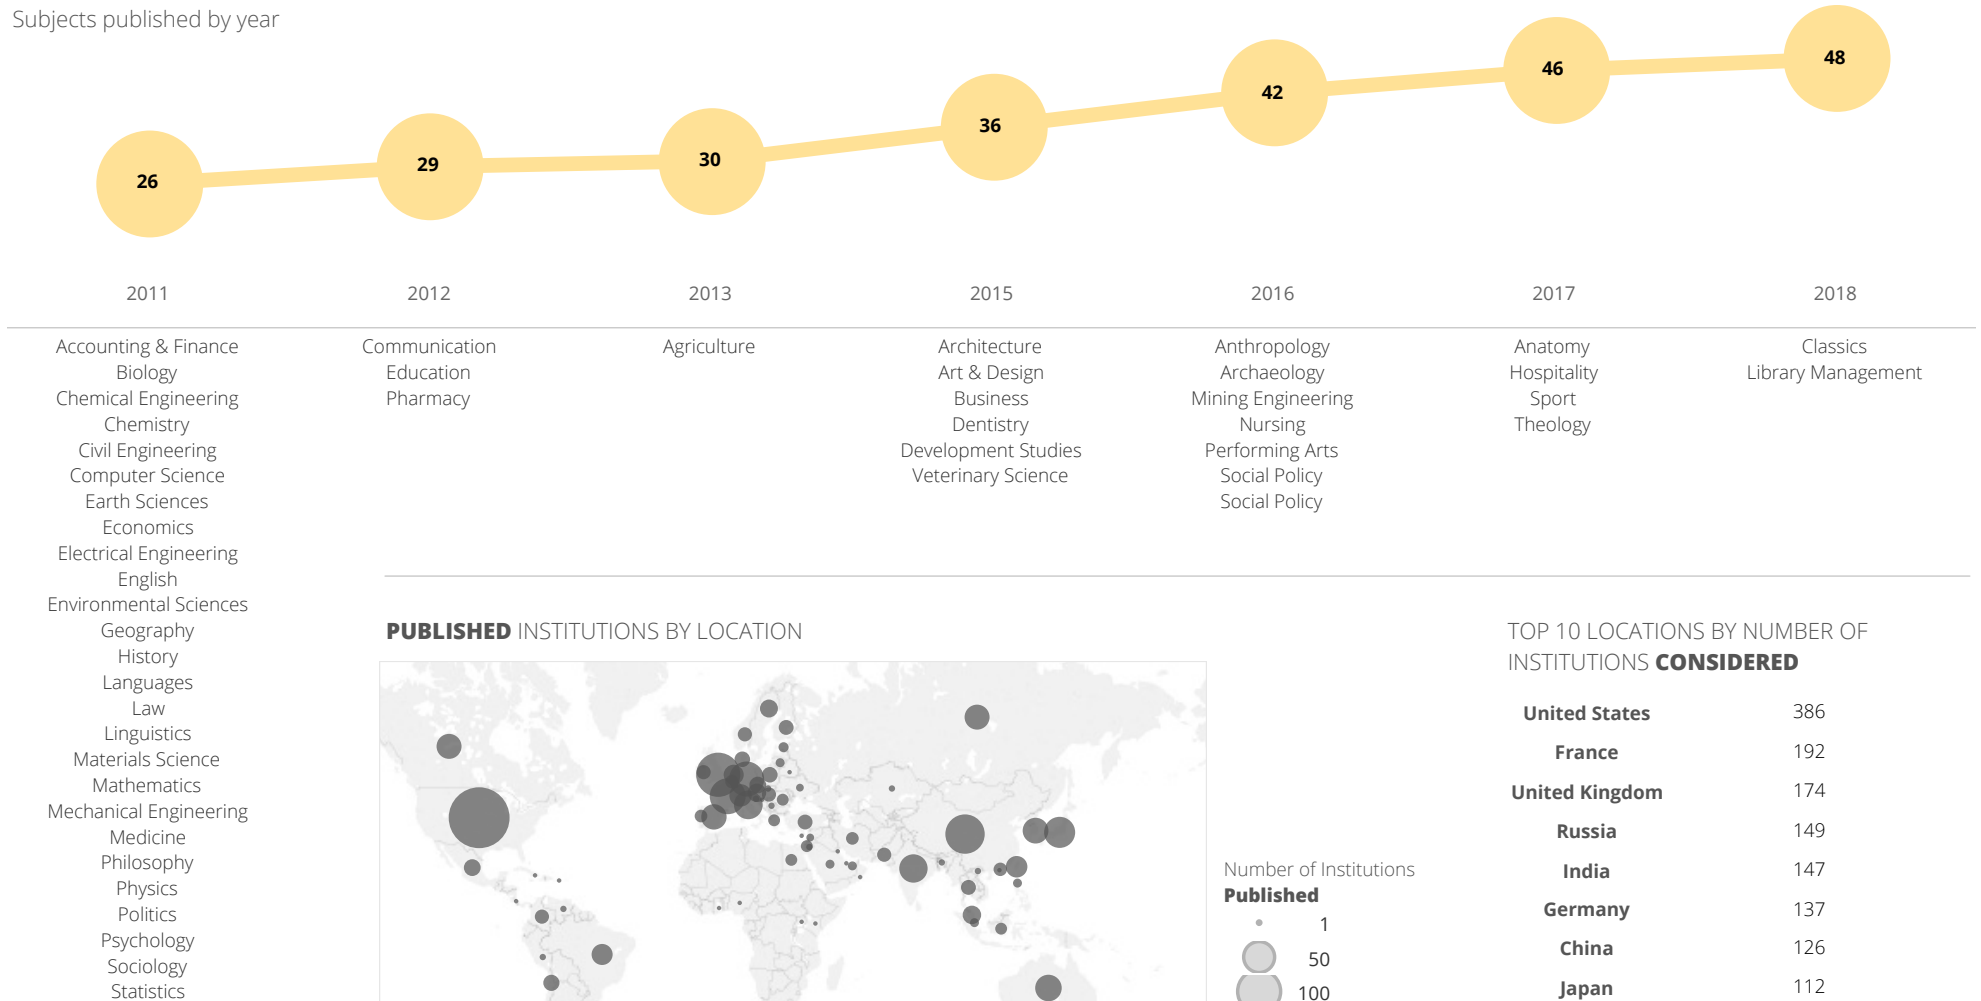 Subjects published by year
26
29
30
36
42
46
48
2011
2012
2013
2015
2016
2017
2018
Accounting & Finance
Biology
Chemical Engineering
Chemistry
Civil Engineering
Computer Science
Earth Sciences
Economics
Electrical Engineering
English
Environmental Sciences
Geography
History
Languages
Law
Linguistics
Materials Science
Mathematics
Mechanical Engineering
Medicine
Philosophy
Physics
Politics
Psychology
Sociology
Statistics
Communication
Education
Pharmacy
Agriculture
Architecture
Art & Design
Business
Dentistry
Development Studies
Veterinary Science
Anthropology
Archaeology
Mining Engineering
Nursing
Performing Arts
Social Policy
Social Policy
Anatomy
Hospitality
Sport
Theology
Classics
Library Management
PUBLISHED INSTITUTIONS BY LOCATION
Number of Institutions
Published
1
50
100
TOP 10 LOCATIONS BY NUMBER OF
INSTITUTIONS CONSIDERED
United States 386
France 192
United Kingdom 174
Russia 149
India 147
Germany 137
China 126
Japan 112